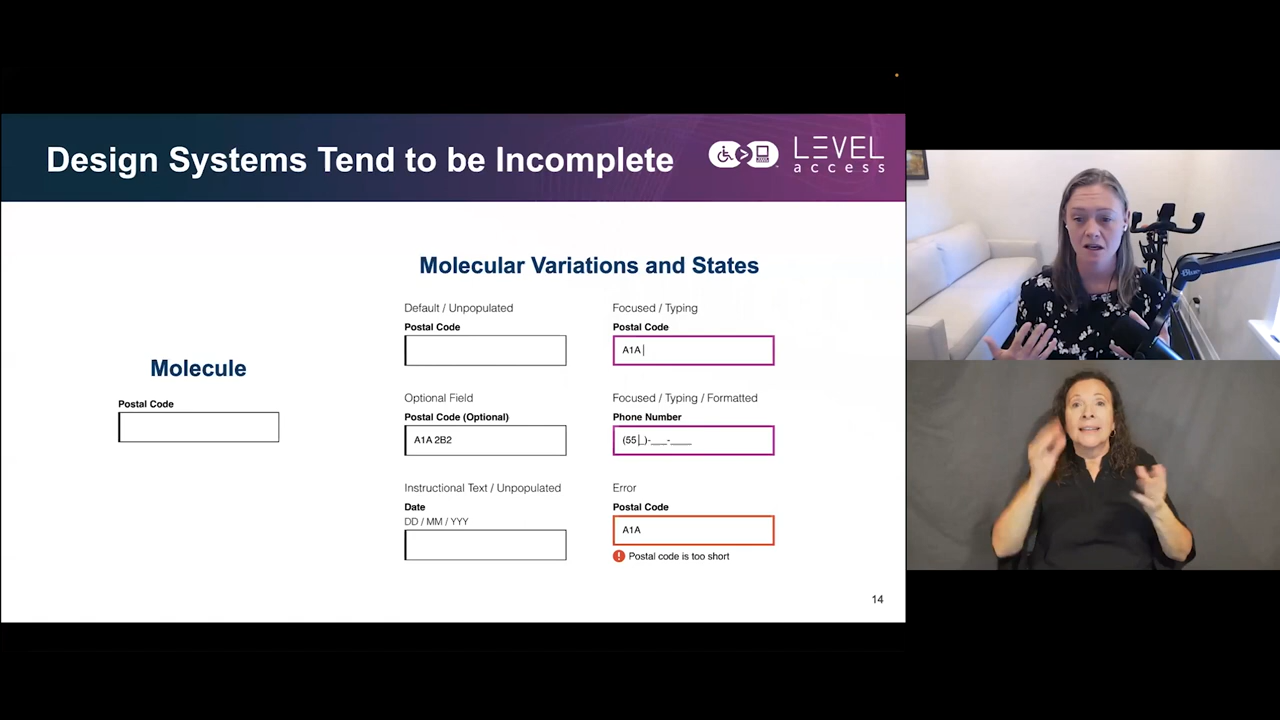 Design Systems Tend to be Incomplete
LEVEL
access
Molecular Variations and States
Molecule
Postal Code
Default / Unpopulated
Postal Code
Focused / Typing
Postal Code
A1A
Optional Field
Postal Code (Optional)
A1A 2B2
Focused / Typing / Formatted
Phone Number
(55_)-___-____
Instructional Text / Unpopulated
Date
DD / MM / YYY
Error
Postal Code
A1A
Postal code is too short
14